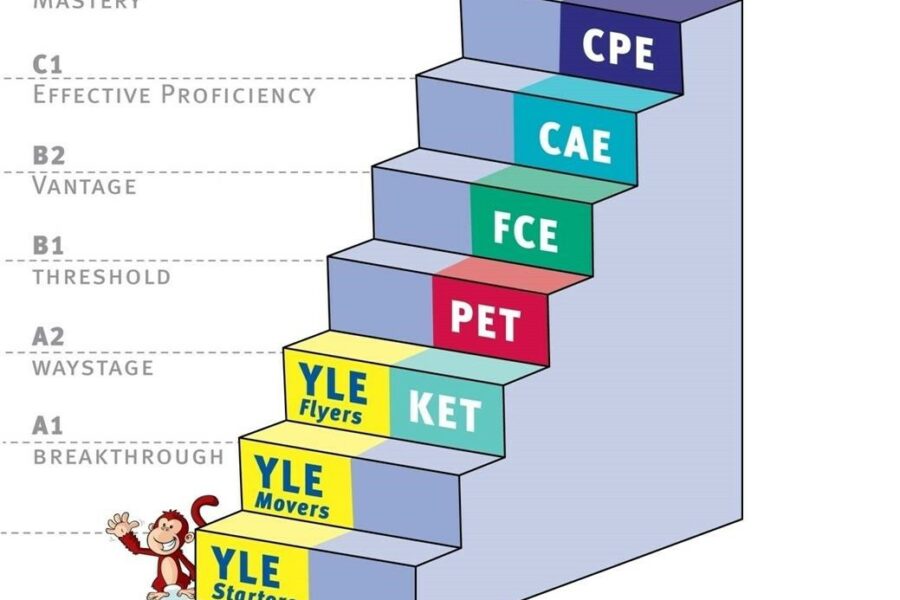 MASTERY
CPE
C1
EFFECTIVE PROFICIENCY
CAE
B2
VANTAGE
FCE
B1
THRESHOLD
PET
A2
WAYSTAGE
YLE
Flyers
KET
A1
BREAKTHROUGH
YLE
Movers
YLE
Starters